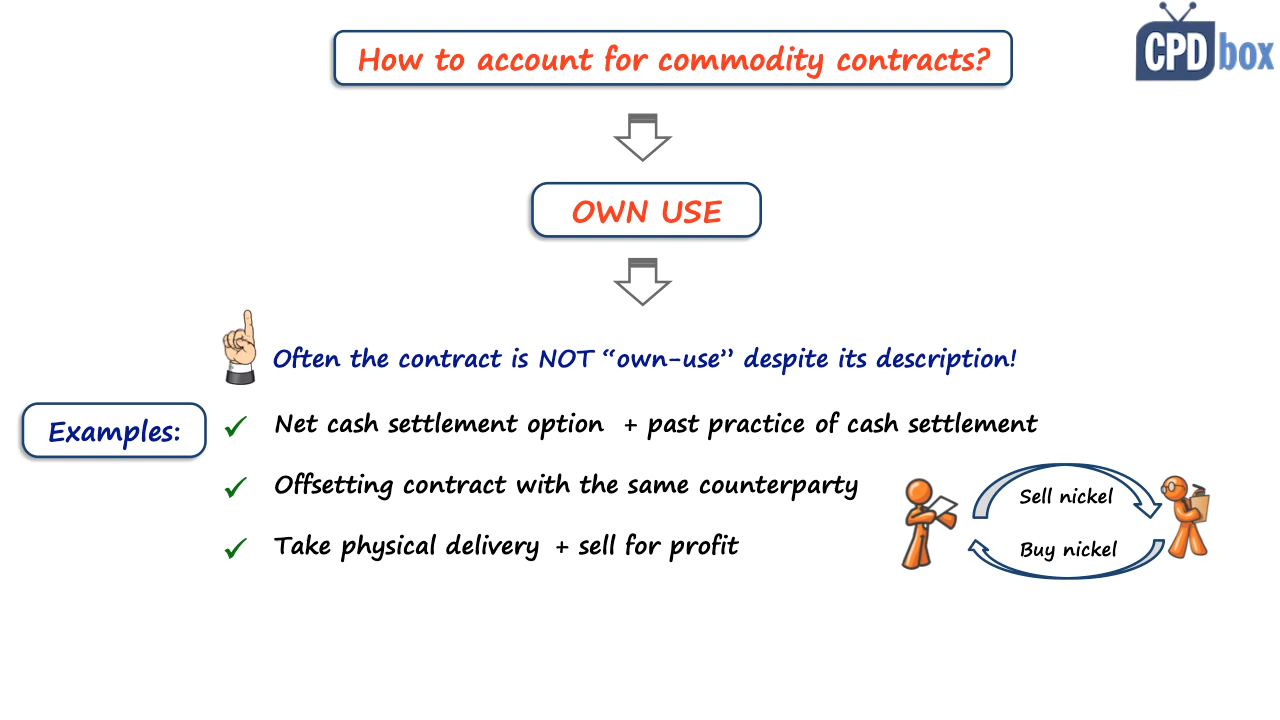 CPD box
How to account for commodity contracts?
OWN USE
Often the contract is NOT “own-use” despite its description!
Examples:
Net cash settlement option + past practice of cash settlement
Offsetting contract with the same counterparty
Sell nickel
Buy nickel
Take physical delivery + sell for profit